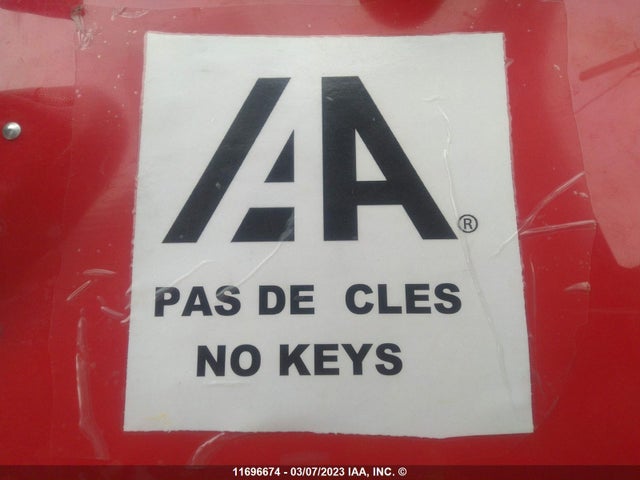 IAA®
PAS DE CLES
NO KEYS
11696674 - 03/07/2023 IAA, INC. ©